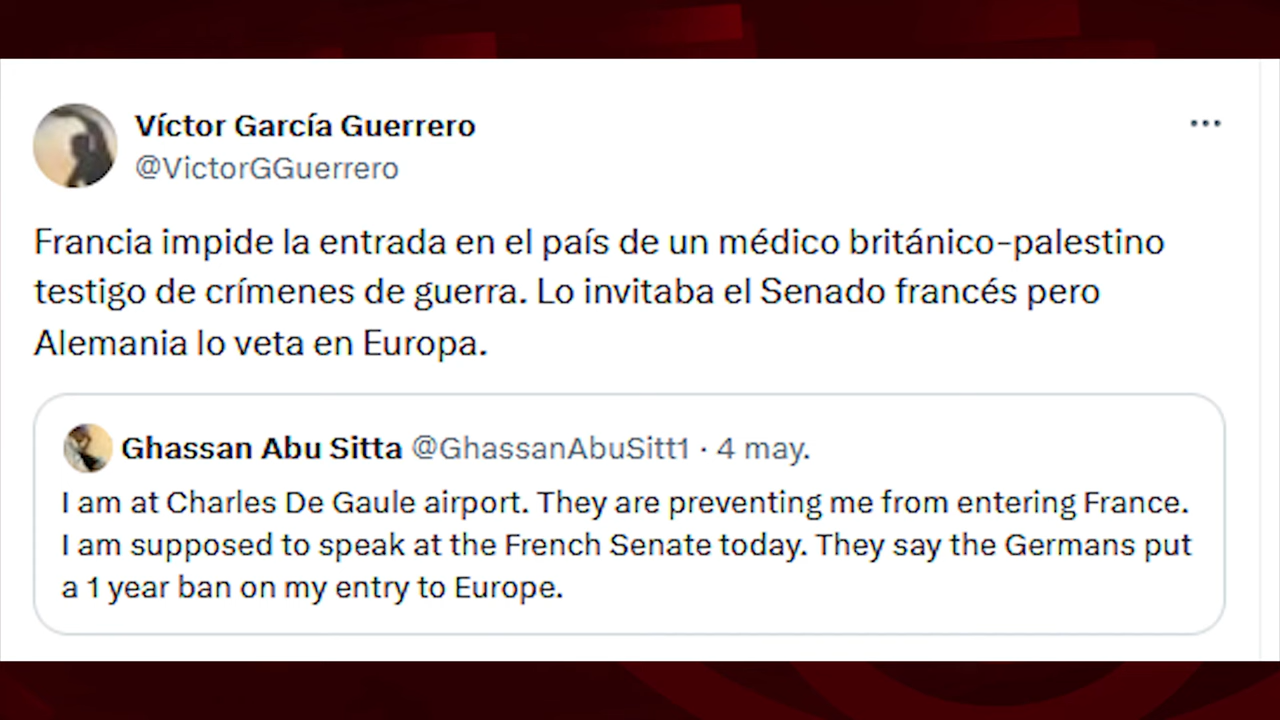 Víctor García Guerrero
@VictorGGuerrero
Francia impide la entrada en el país de un médico británico-palestino
testigo de crímenes de guerra. Lo invitaba el Senado francés pero
Alemania lo veta en Europa.
Ghassan Abu Sitta @GhassanAbuSitt1 · 4 may.
I am at Charles De Gaule airport. They are preventing me from entering France.
I am supposed to speak at the French Senate today. They say the Germans put
a 1 year ban on my entry to Europe.